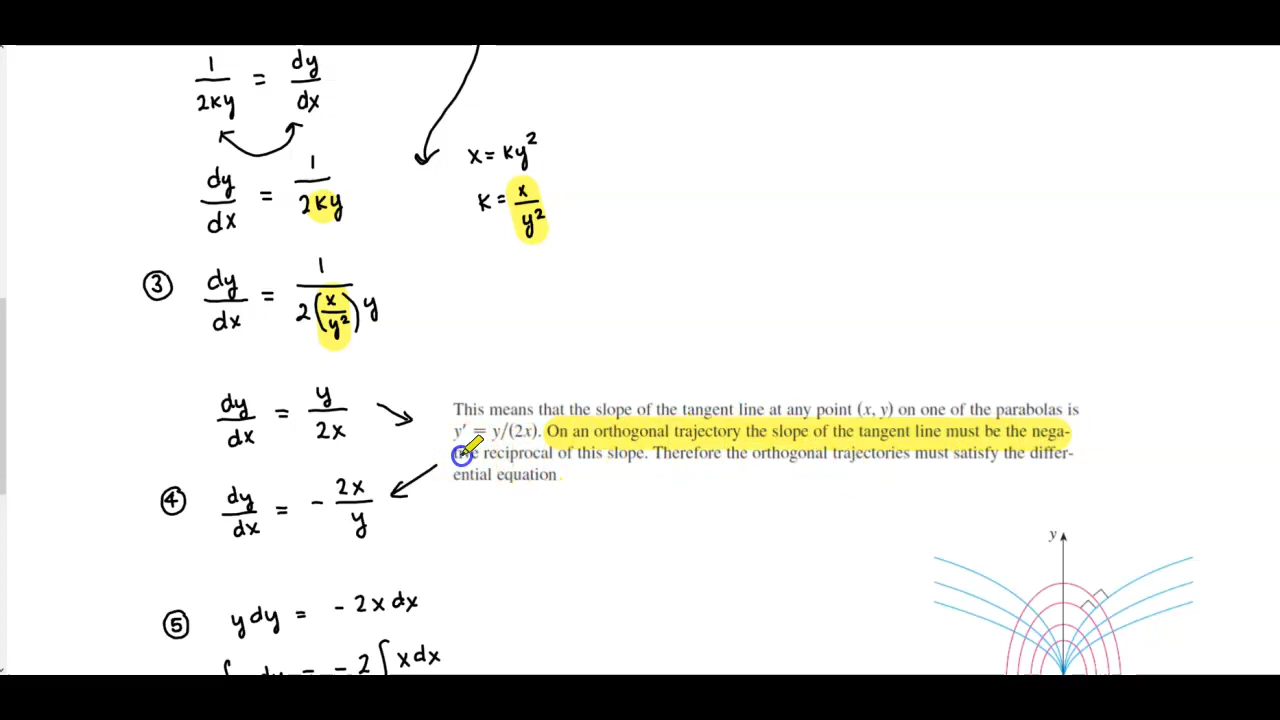 1/2ky = dy/dx
dy/dx = 1/2ky
x = ky²
k = x/y²
③ dy/dx = 1/2(x/y²)y
dy/dx = y/2x
This means that the slope of the tangent line at any point (x, y) on one of the parabolas is
y′ = y/(2x). On an orthogonal trajectory the slope of the tangent line must be the nega-
tive reciprocal of this slope. Therefore the orthogonal trajectories must satisfy the differ-
ential equation
④ dy/dx = - 2x/y
y
⑤ y dy = - 2x dx
∫ dy = - 2 ∫ x dx